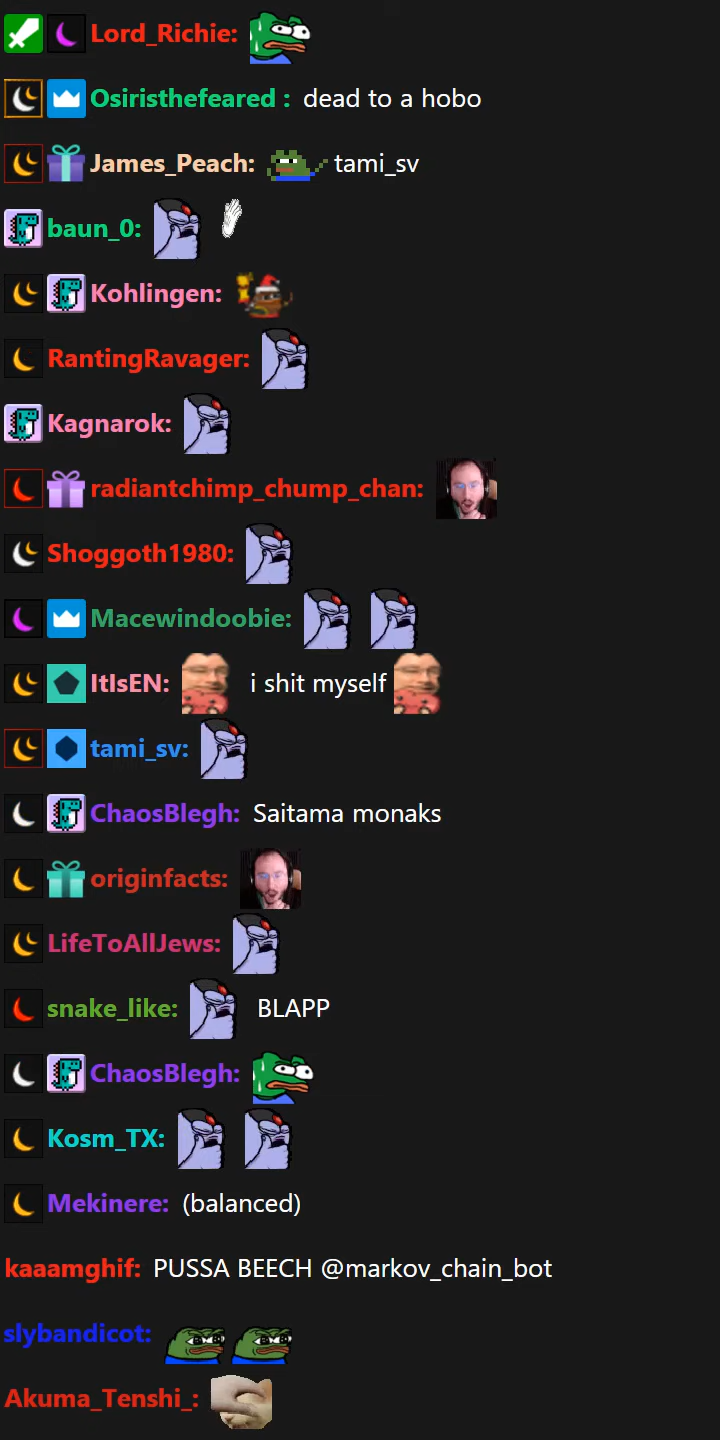 Lord_Richie:
Osiristhefeared : dead to a hobo
James_Peach: tami_sv
baun_0:
Kohlingen:
RantingRavager:
Kagnarok:
radiantchimp_chump_chan:
Shoggoth1980:
Macewindoobie:
ItIsEN: i shit myself
tami_sv:
ChaosBlegh: Saitama monaks
originfacts:
LifeToAllJews:
snake_like: BLAPP
ChaosBlegh:
Kosm_TX:
Mekinere: (balanced)
kaaamghif: PUSSA BEECH @markov_chain_bot
slybandicot:
Akuma_Tenshi_: